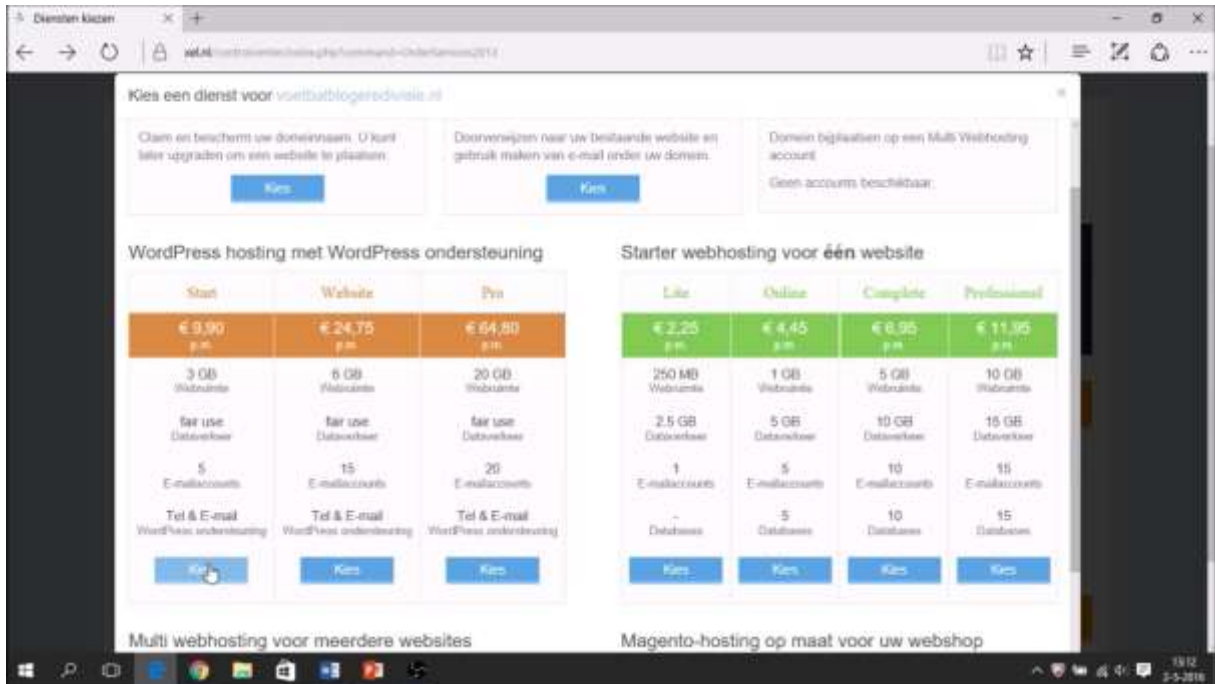 Diensten kiezen
Kies een dienst voor
Claim en bescherm uw domeinnaam. U kunt
later upgraden om een website te plaatsen.
Kies
Doorverwijzen naar uw bestaande website en
gebruik maken van e-mail onder uw domein.
Kies
Domein bijplaatsen op een Multi Webhosting
account
Geen accounts beschikbaar.
WordPress hosting met WordPress ondersteuning
Start Website Pro
€ 9,90 € 24,75 € 64,80
p.m. p.m. p.m.
3 GB 6 GB 20 GB
Webruimte Webruimte Webruimte
fair use fair use fair use
Dataverkeer Dataverkeer Dataverkeer
5 15 20
E-mailaccounts E-mailaccounts E-mailaccounts
Tel & E-mail Tel & E-mail Tel & E-mail
WordPress ondersteuning WordPress ondersteuning WordPress ondersteuning
Kies Kies Kies
Starter webhosting voor één website
Lite Online Complete Professional
€ 2,25 € 4,45 € 6,95 € 11,95
p.m. p.m. p.m. p.m.
250 MB 1 GB 5 GB 10 GB
Webruimte Webruimte Webruimte Webruimte
2.5 GB 5 GB 10 GB 15 GB
Dataverkeer Dataverkeer Dataverkeer Dataverkeer
1 5 10 15
E-mailaccounts E-mailaccounts E-mailaccounts E-mailaccounts
- 5 10 15
Databases Databases Databases Databases
Kies Kies Kies Kies
Multi webhosting voor meerdere websites
Magento-hosting op maat voor uw webshop
13:12
2-5-2016